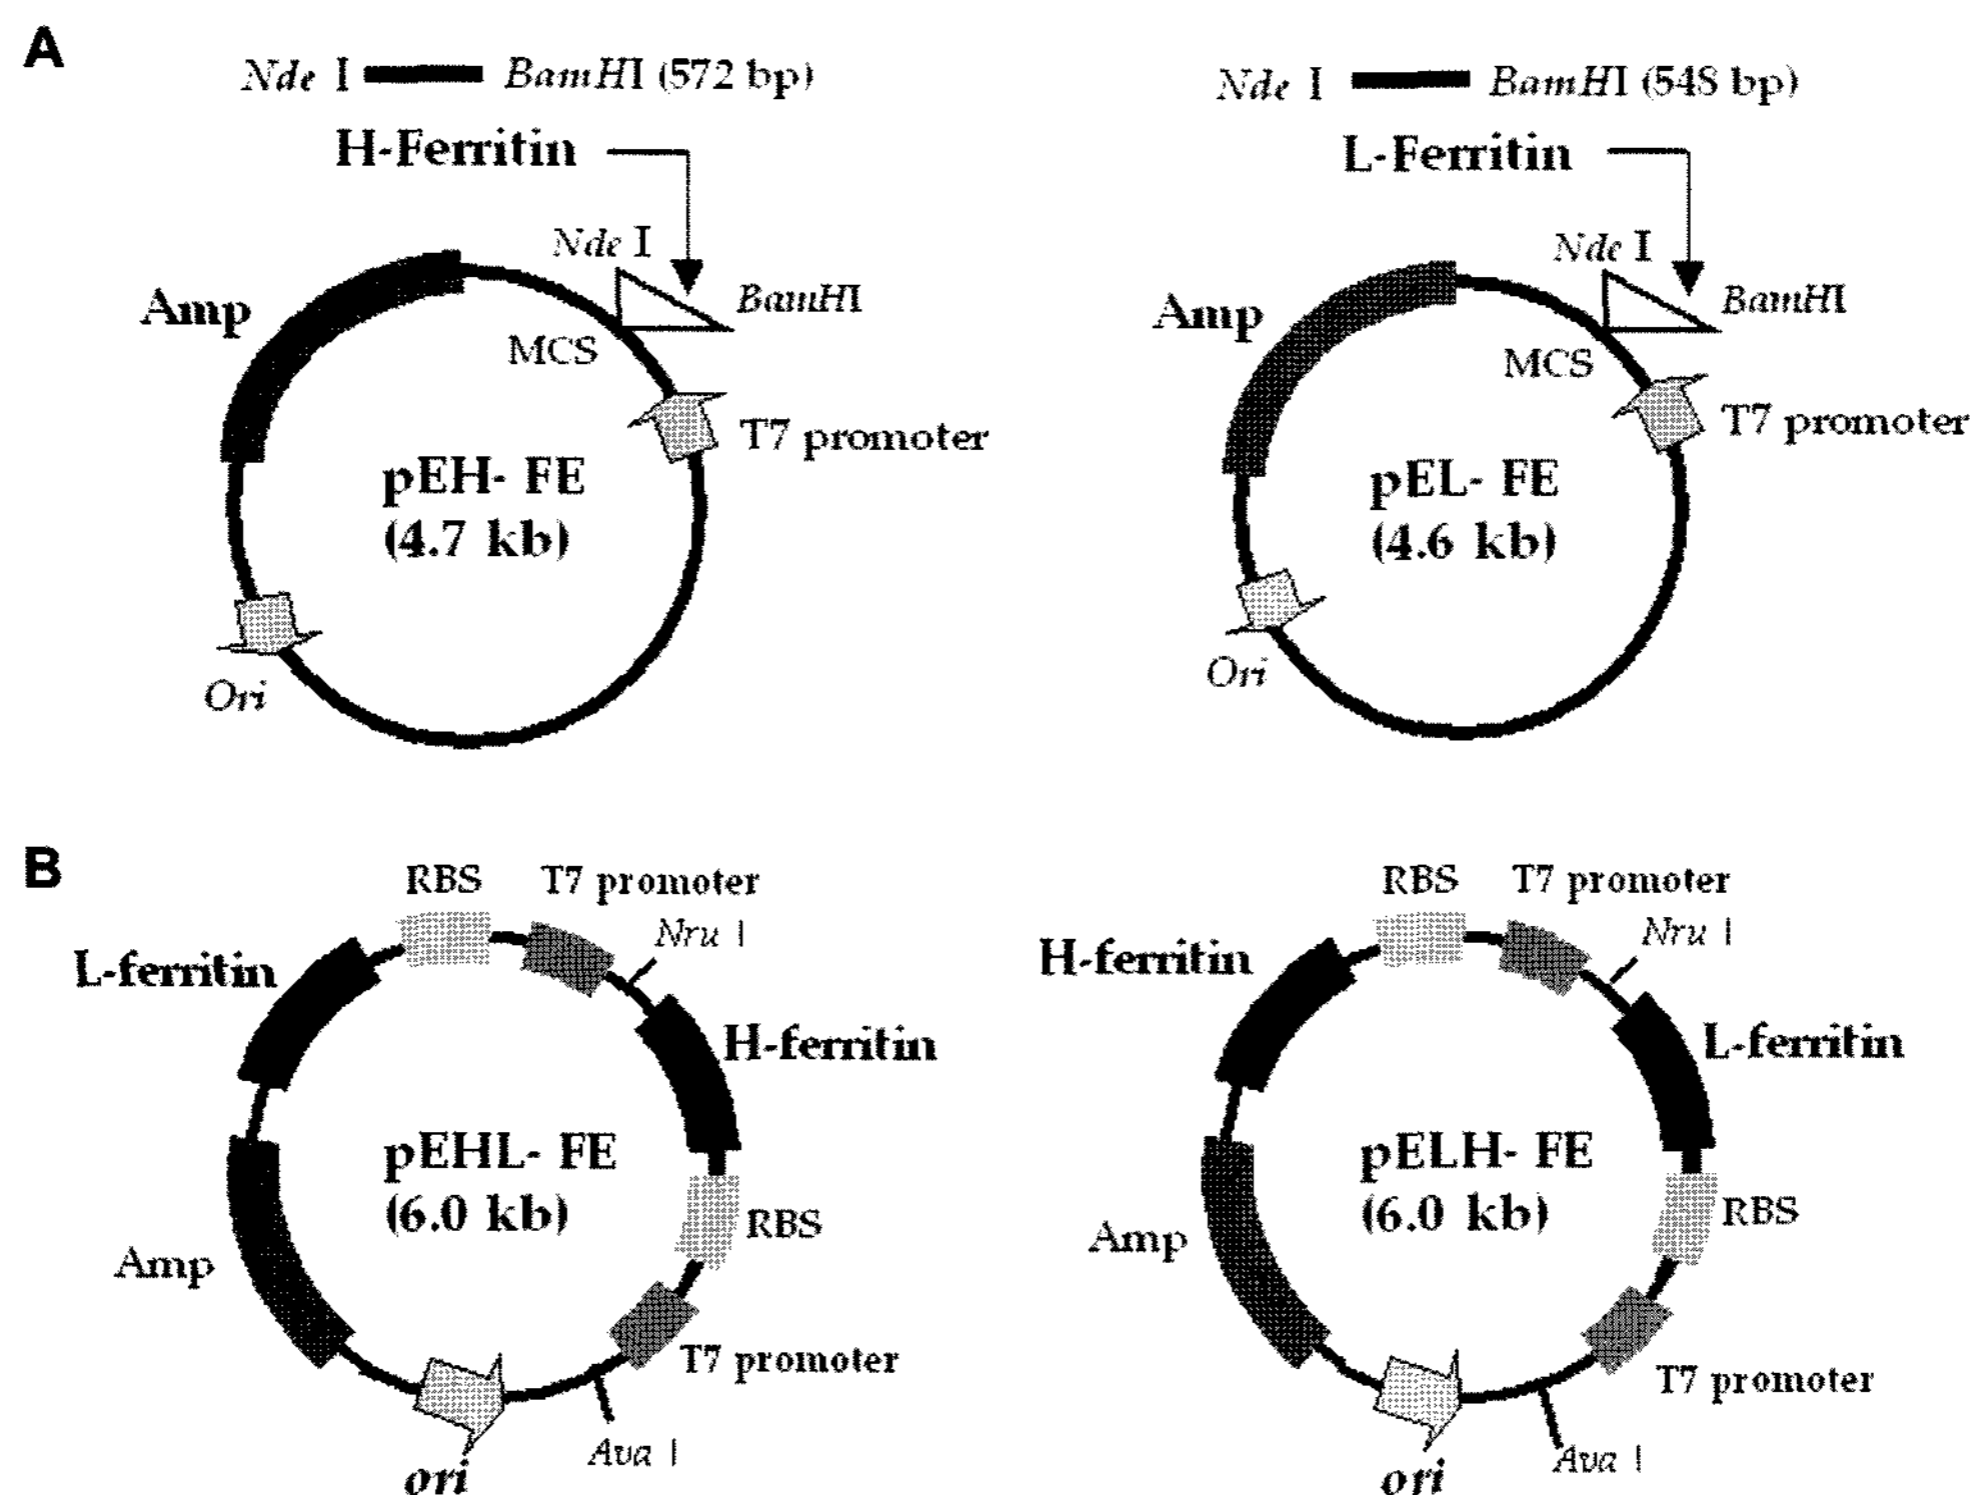 A
Nde I BamHI (572 bp)
H-Ferritin
Nde I
BamHI
Amp
MCS
T7 promoter
pEH- FE
(4.7 kb)
Ori
Nde I BamHI (548 bp)
L-Ferritin
Nde I
BamHI
Amp
MCS
T7 promoter
pEL- FE
(4.6 kb)
Ori
B
RBS
T7 promoter
Nru I
L-ferritin
H-ferritin
pEHL- FE
(6.0 kb)
RBS
Amp
T7 promoter
Ava I
ori
RBS
T7 promoter
Nru I
H-ferritin
L-ferritin
pELH- FE
(6.0 kb)
RBS
Amp
T7 promoter
Ava I
ori